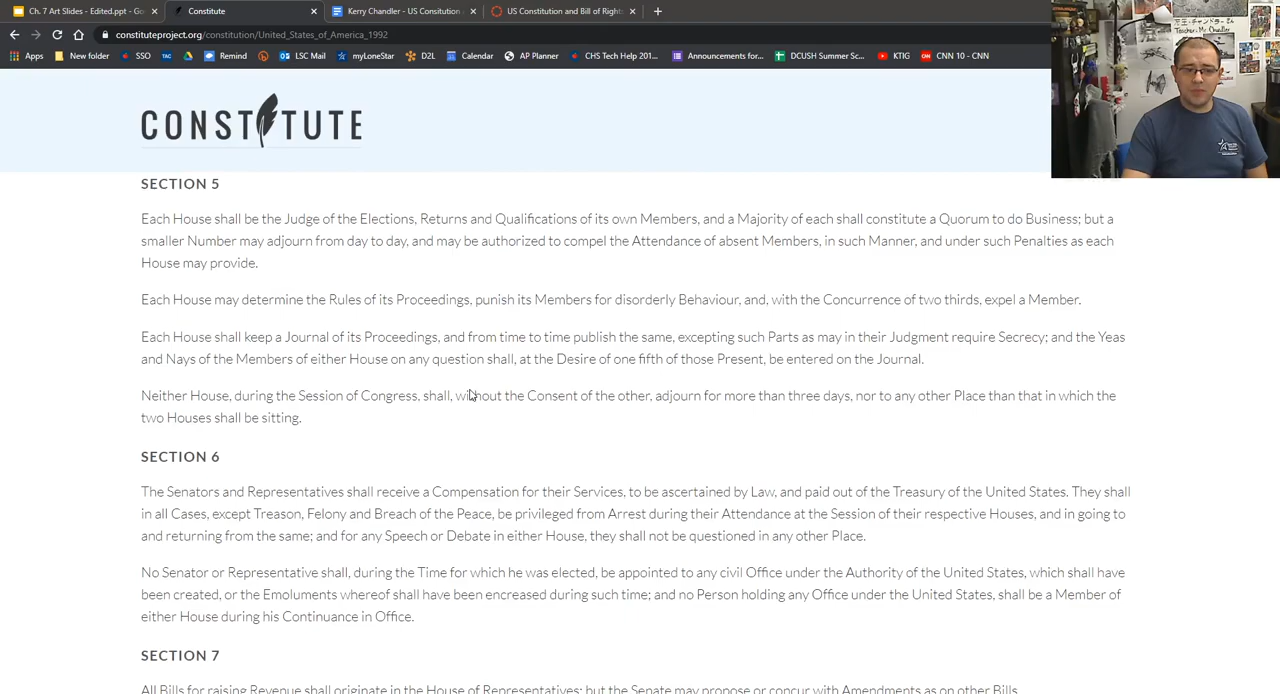 Ch. 7 Art Slides - Edited.ppt - Go
Constitute
Kerry Chandler - US Consitution
US Constitution and Bill of Right
constituteproject.org/constitution/United_States_of_America_1992
Apps New folder SSO TAC Remind LSC Mail myLoneStar D2L Calendar AP Planner CHS Tech Help 201... Announcements for... DCUSH Summer Sc... KTIG CNN CNN 10 - CNN
Teacher: Mr. Chandler
CONSTITUTE
SECTION 5
Each House shall be the Judge of the Elections, Returns and Qualifications of its own Members, and a Majority of each shall constitute a Quorum to do Business; but a
smaller Number may adjourn from day to day, and may be authorized to compel the Attendance of absent Members, in such Manner, and under such Penalties as each
House may provide.
Each House may determine the Rules of its Proceedings, punish its Members for disorderly Behaviour, and, with the Concurrence of two thirds, expel a Member.
Each House shall keep a Journal of its Proceedings, and from time to time publish the same, excepting such Parts as may in their Judgment require Secrecy; and the Yeas
and Nays of the Members of either House on any question shall, at the Desire of one fifth of those Present, be entered on the Journal.
Neither House, during the Session of Congress, shall, without the Consent of the other, adjourn for more than three days, nor to any other Place than that in which the
two Houses shall be sitting.
SECTION 6
The Senators and Representatives shall receive a Compensation for their Services, to be ascertained by Law, and paid out of the Treasury of the United States. They shall
in all Cases, except Treason, Felony and Breach of the Peace, be privileged from Arrest during their Attendance at the Session of their respective Houses, and in going to
and returning from the same; and for any Speech or Debate in either House, they shall not be questioned in any other Place.
No Senator or Representative shall, during the Time for which he was elected, be appointed to any civil Office under the Authority of the United States, which shall have
been created, or the Emoluments whereof shall have been encreased during such time; and no Person holding any Office under the United States, shall be a Member of
either House during his Continuance in Office.
SECTION 7
All Bills for raising Revenue shall originate in the House of Representatives; but the Senate may propose or concur with Amendments as on other Bills.